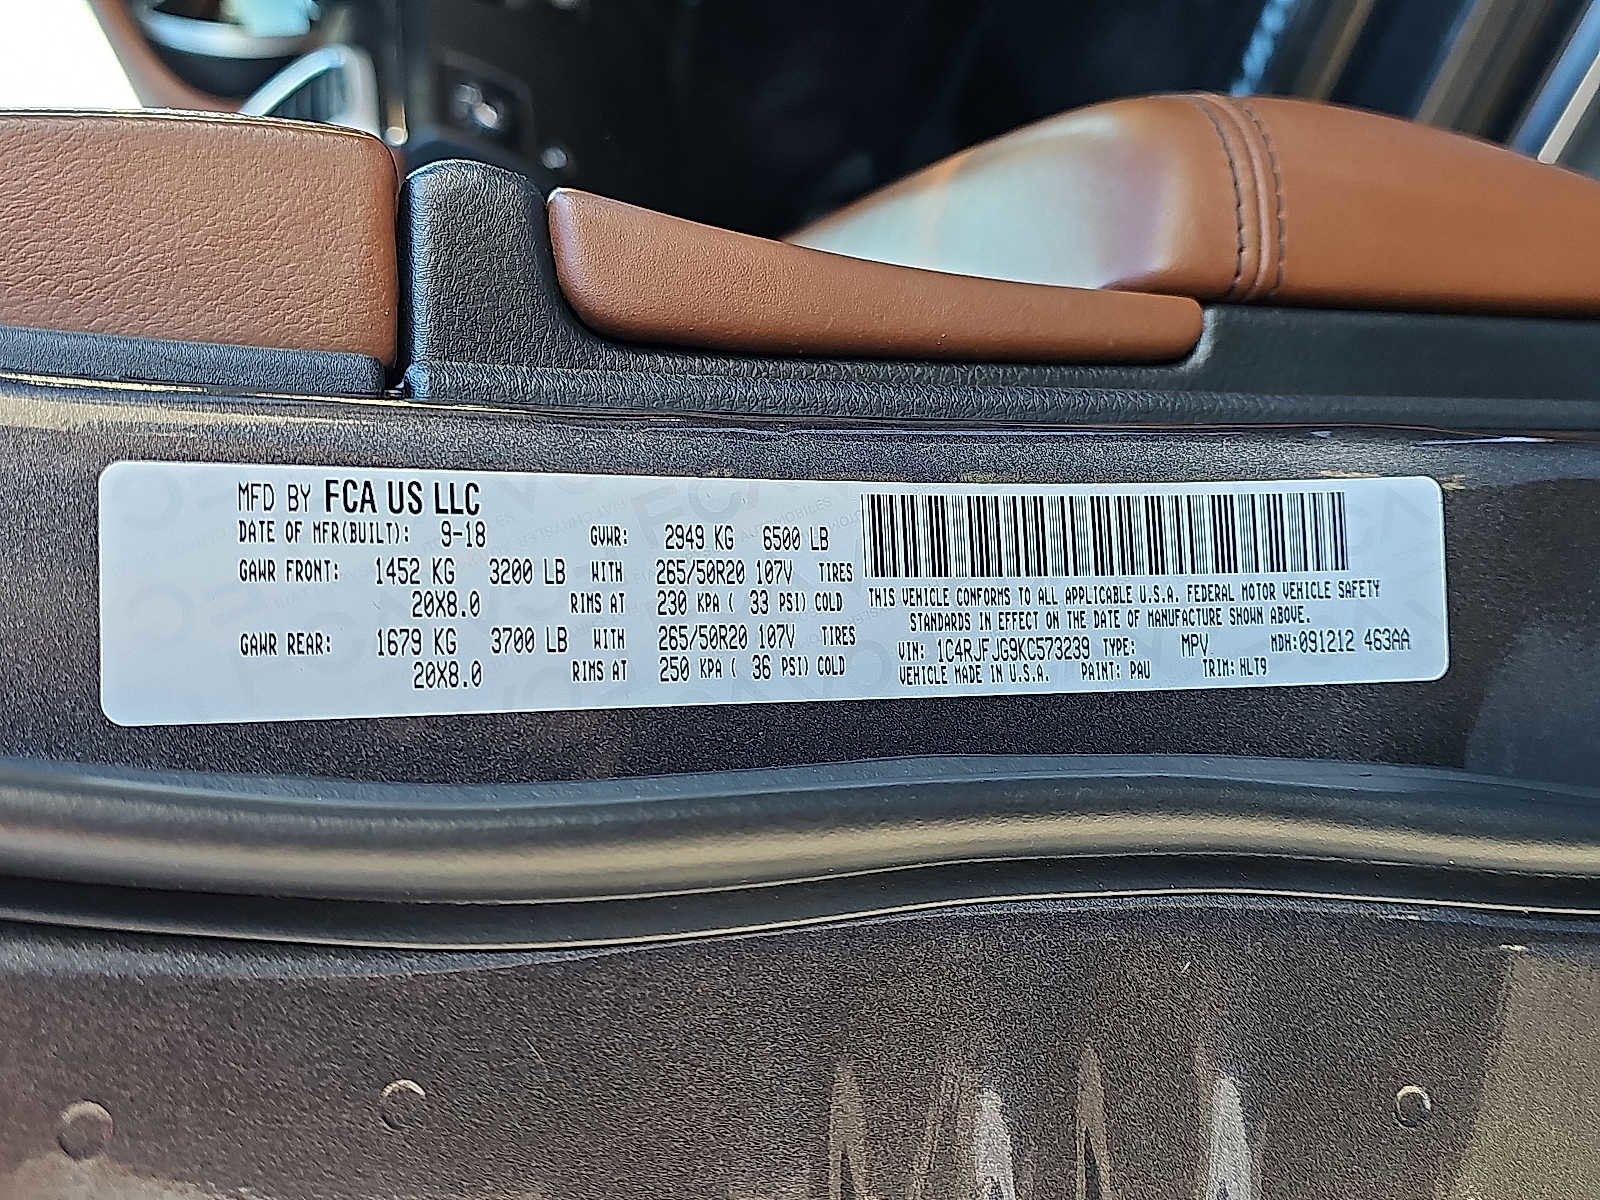 MFD BY FCA US LLC
DATE OF MFR(BUILT): 9-18 GVWR: 2949 KG 6500 LB
GAWR FRONT: 1452 KG 3200 LB WITH 265/50R20 107V TIRES
20X8.0 RIMS AT 230 KPA ( 33 PSI) COLD
GAWR REAR: 1679 KG 3700 LB WITH 265/50R20 107V TIRES
20X8.0 RIMS AT 250 KPA ( 36 PSI) COLD
THIS VEHICLE CONFORMS TO ALL APPLICABLE U.S.A. FEDERAL MOTOR VEHICLE SAFETY
STANDARDS IN EFFECT ON THE DATE OF MANUFACTURE SHOWN ABOVE.
VIN: 1C4RJFJG9KC573239 TYPE: MPV MDH:091212 463AA
VEHICLE MADE IN U.S.A. PAINT: PAU TRIM: HLT9